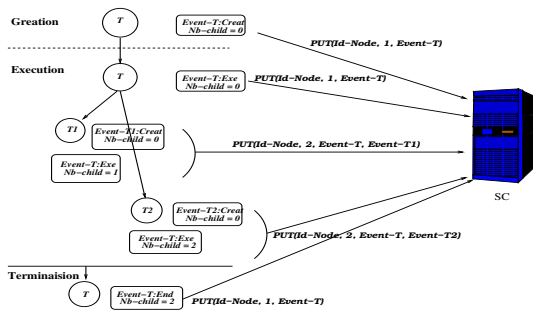 Greation
T
Event-T:Creat
Nb-child = 0
PUT(Id-Node, 1, Event-T)
Execution
T
Event-T:Exe
Nb-child = 0
PUT(Id-Node, 1, Event-T)
T1
Event-T1:Creat
Nb-child = 0
PUT(Id-Node, 2, Event-T, Event-T1)
Event-T:Exe
Nb-child = 1
SC
T2
Event-T2:Creat
Nb-child = 0
Event-T:Exe
Nb-child = 2
PUT(Id-Node, 2, Event-T, Event-T2)
Terminaision
T
Event-T:End
Nb-child = 2
PUT(Id-Node, 1, Event-T)